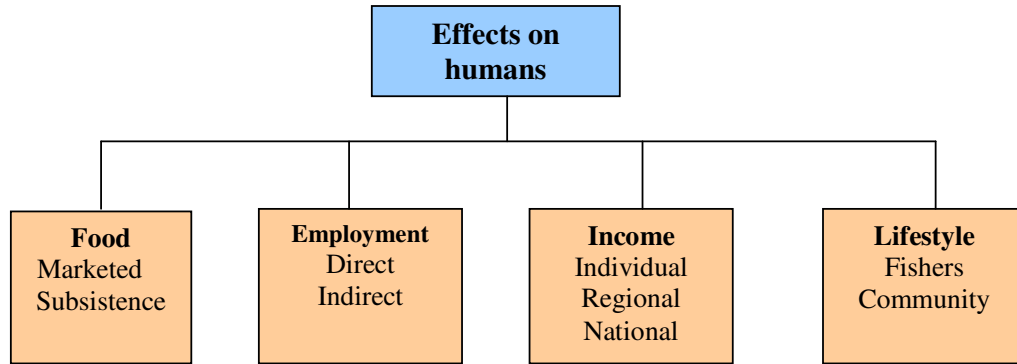 Effects on
humans
Food
Marketed
Subsistence
Employment
Direct
Indirect
Income
Individual
Regional
National
Lifestyle
Fishers
Community